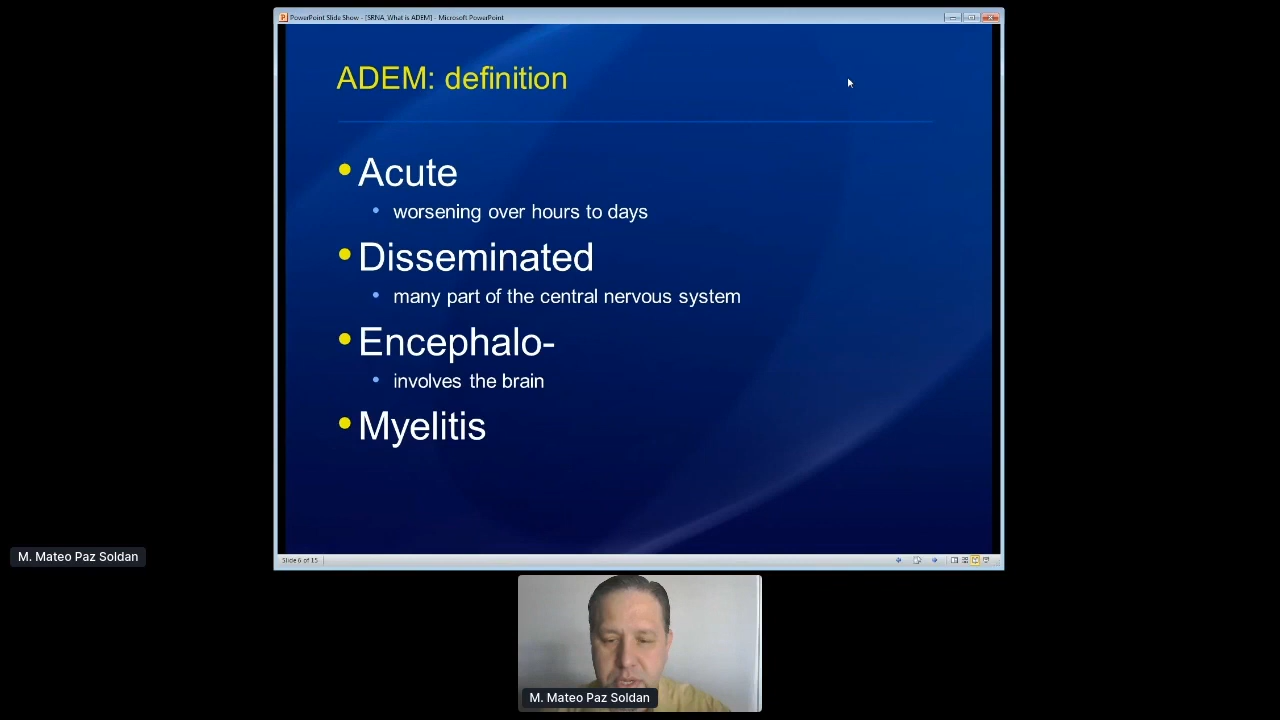 PowerPoint Slide Show - [SRNA_What is ADEM] - Microsoft PowerPoint
ADEM: definition
Acute
worsening over hours to days
Disseminated
many part of the central nervous system
Encephalo-
involves the brain
Myelitis
Slide 6 of 15
M. Mateo Paz Soldan
M. Mateo Paz Soldan